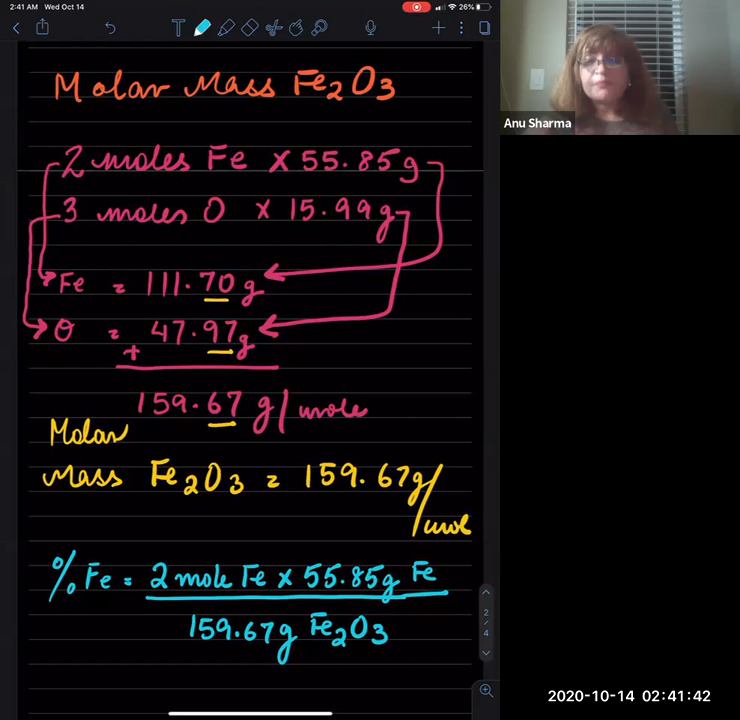 2:41 AM Wed Oct 14
26%
T
Molar Mass Fe₂O₃
2 moles Fe × 55.85g
3 moles O × 15.99g
Fe = 111.70g
O = 47.97g
+
159.67 g/mole
Molar
Mass Fe₂O₃ = 159.67g/
mol
% Fe = 2 mole Fe × 55.85g Fe
159.67g Fe₂O₃
2
/
4
Anu Sharma
2020-10-14 02:41:42